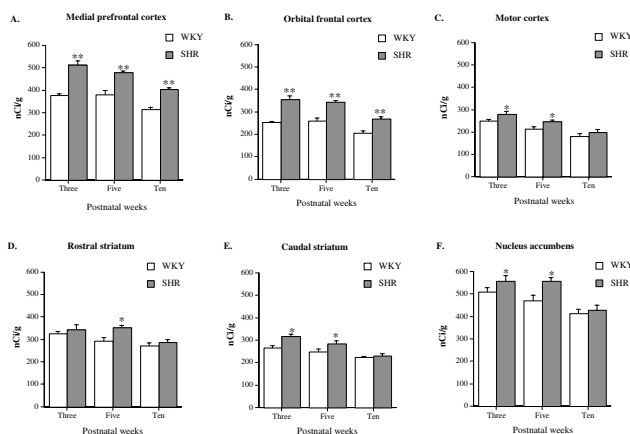 A. Medial prefrontal cortex
WKY
SHR
600
500
400
300
200
100
0
nCi/g
** ** **
Three Five Ten
Postnatal weeks
B. Orbital frontal cortex
WKY
SHR
600
500
400
300
200
100
0
nCi/g
** ** **
Three Five Ten
Postnatal weeks
C. Motor cortex
WKY
SHR
600
500
400
300
200
100
0
nCi/g
* *
Three Five Ten
Postnatal weeks
D. Rostral striatum
WKY
SHR
600
500
400
300
200
100
0
nCi/g
*
Three Five Ten
Postnatal weeks
E. Caudal striatum
WKY
SHR
600
500
400
300
200
100
0
nCi/g
* *
Three Five Ten
Postnatal weeks
F. Nucleus accumbens
WKY
SHR
600
500
400
300
200
100
0
nCi/g
* *
Three Five Ten
Postnatal weeks